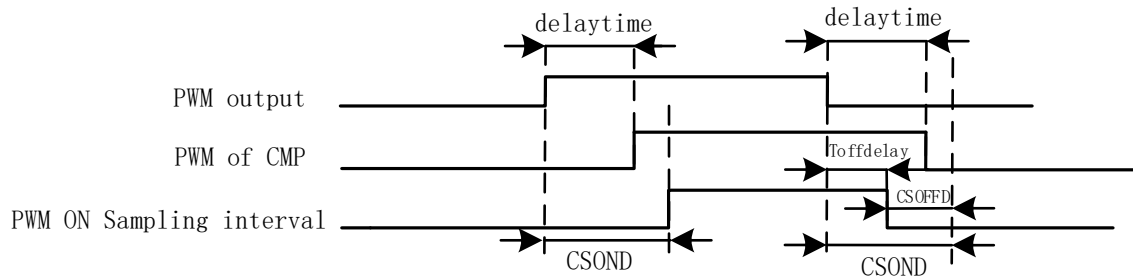 delaytime
delaytime
PWM output
PWM of CMP
Toffdelay
CSOFFD
PWM ON Sampling interval
CSOND
CSOND